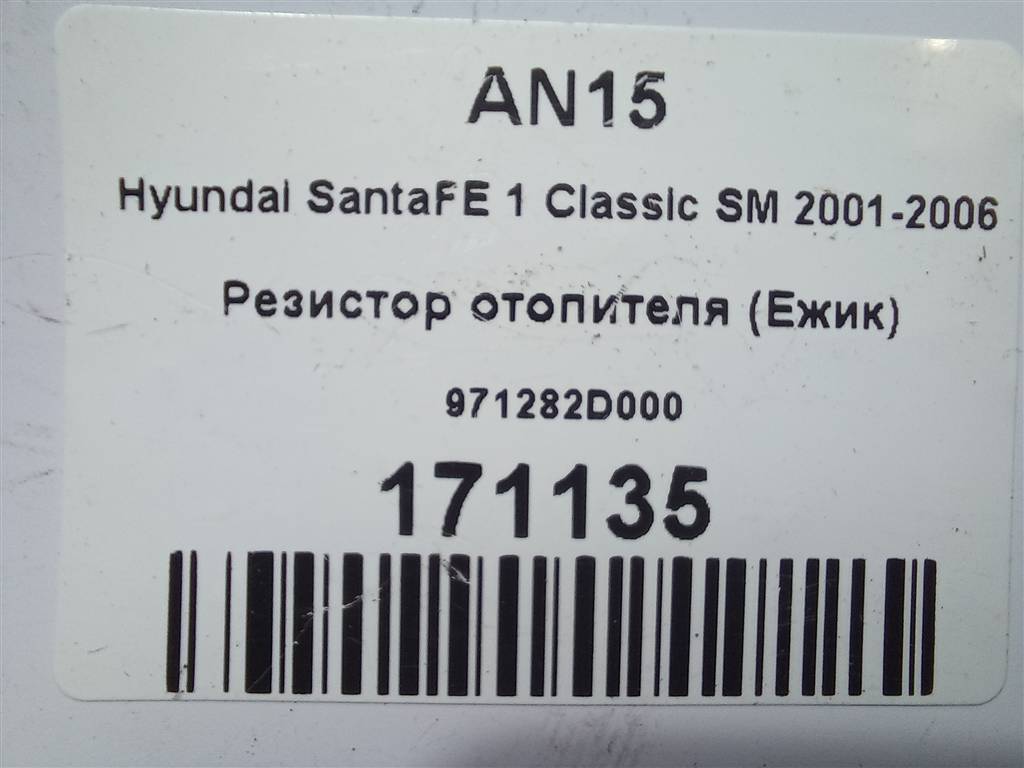 AN15
Hyundai SantaFE 1 Classic SM 2001-2006
Резистор отопителя (Ежик)
971282D000
171135